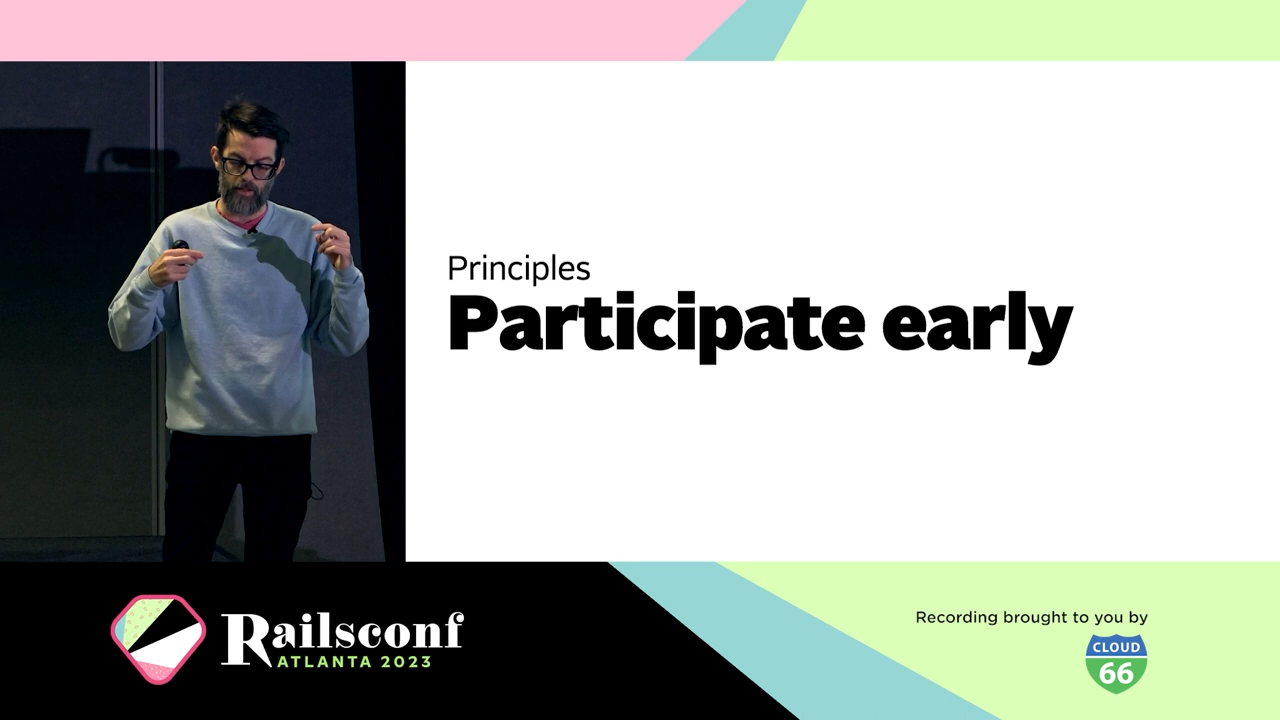 Principles
Participate early
Railsconf
ATLANTA 2023
Recording brought to you by
CLOUD
66